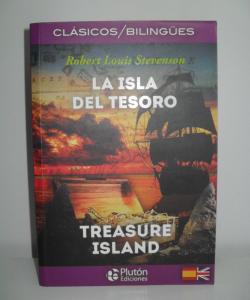 CLÁSICOS/BILINGÜES
Robert Louis Stevenson
LA ISLA
DEL TESORO
TREASURE
ISLAND
Plutón
Ediciones